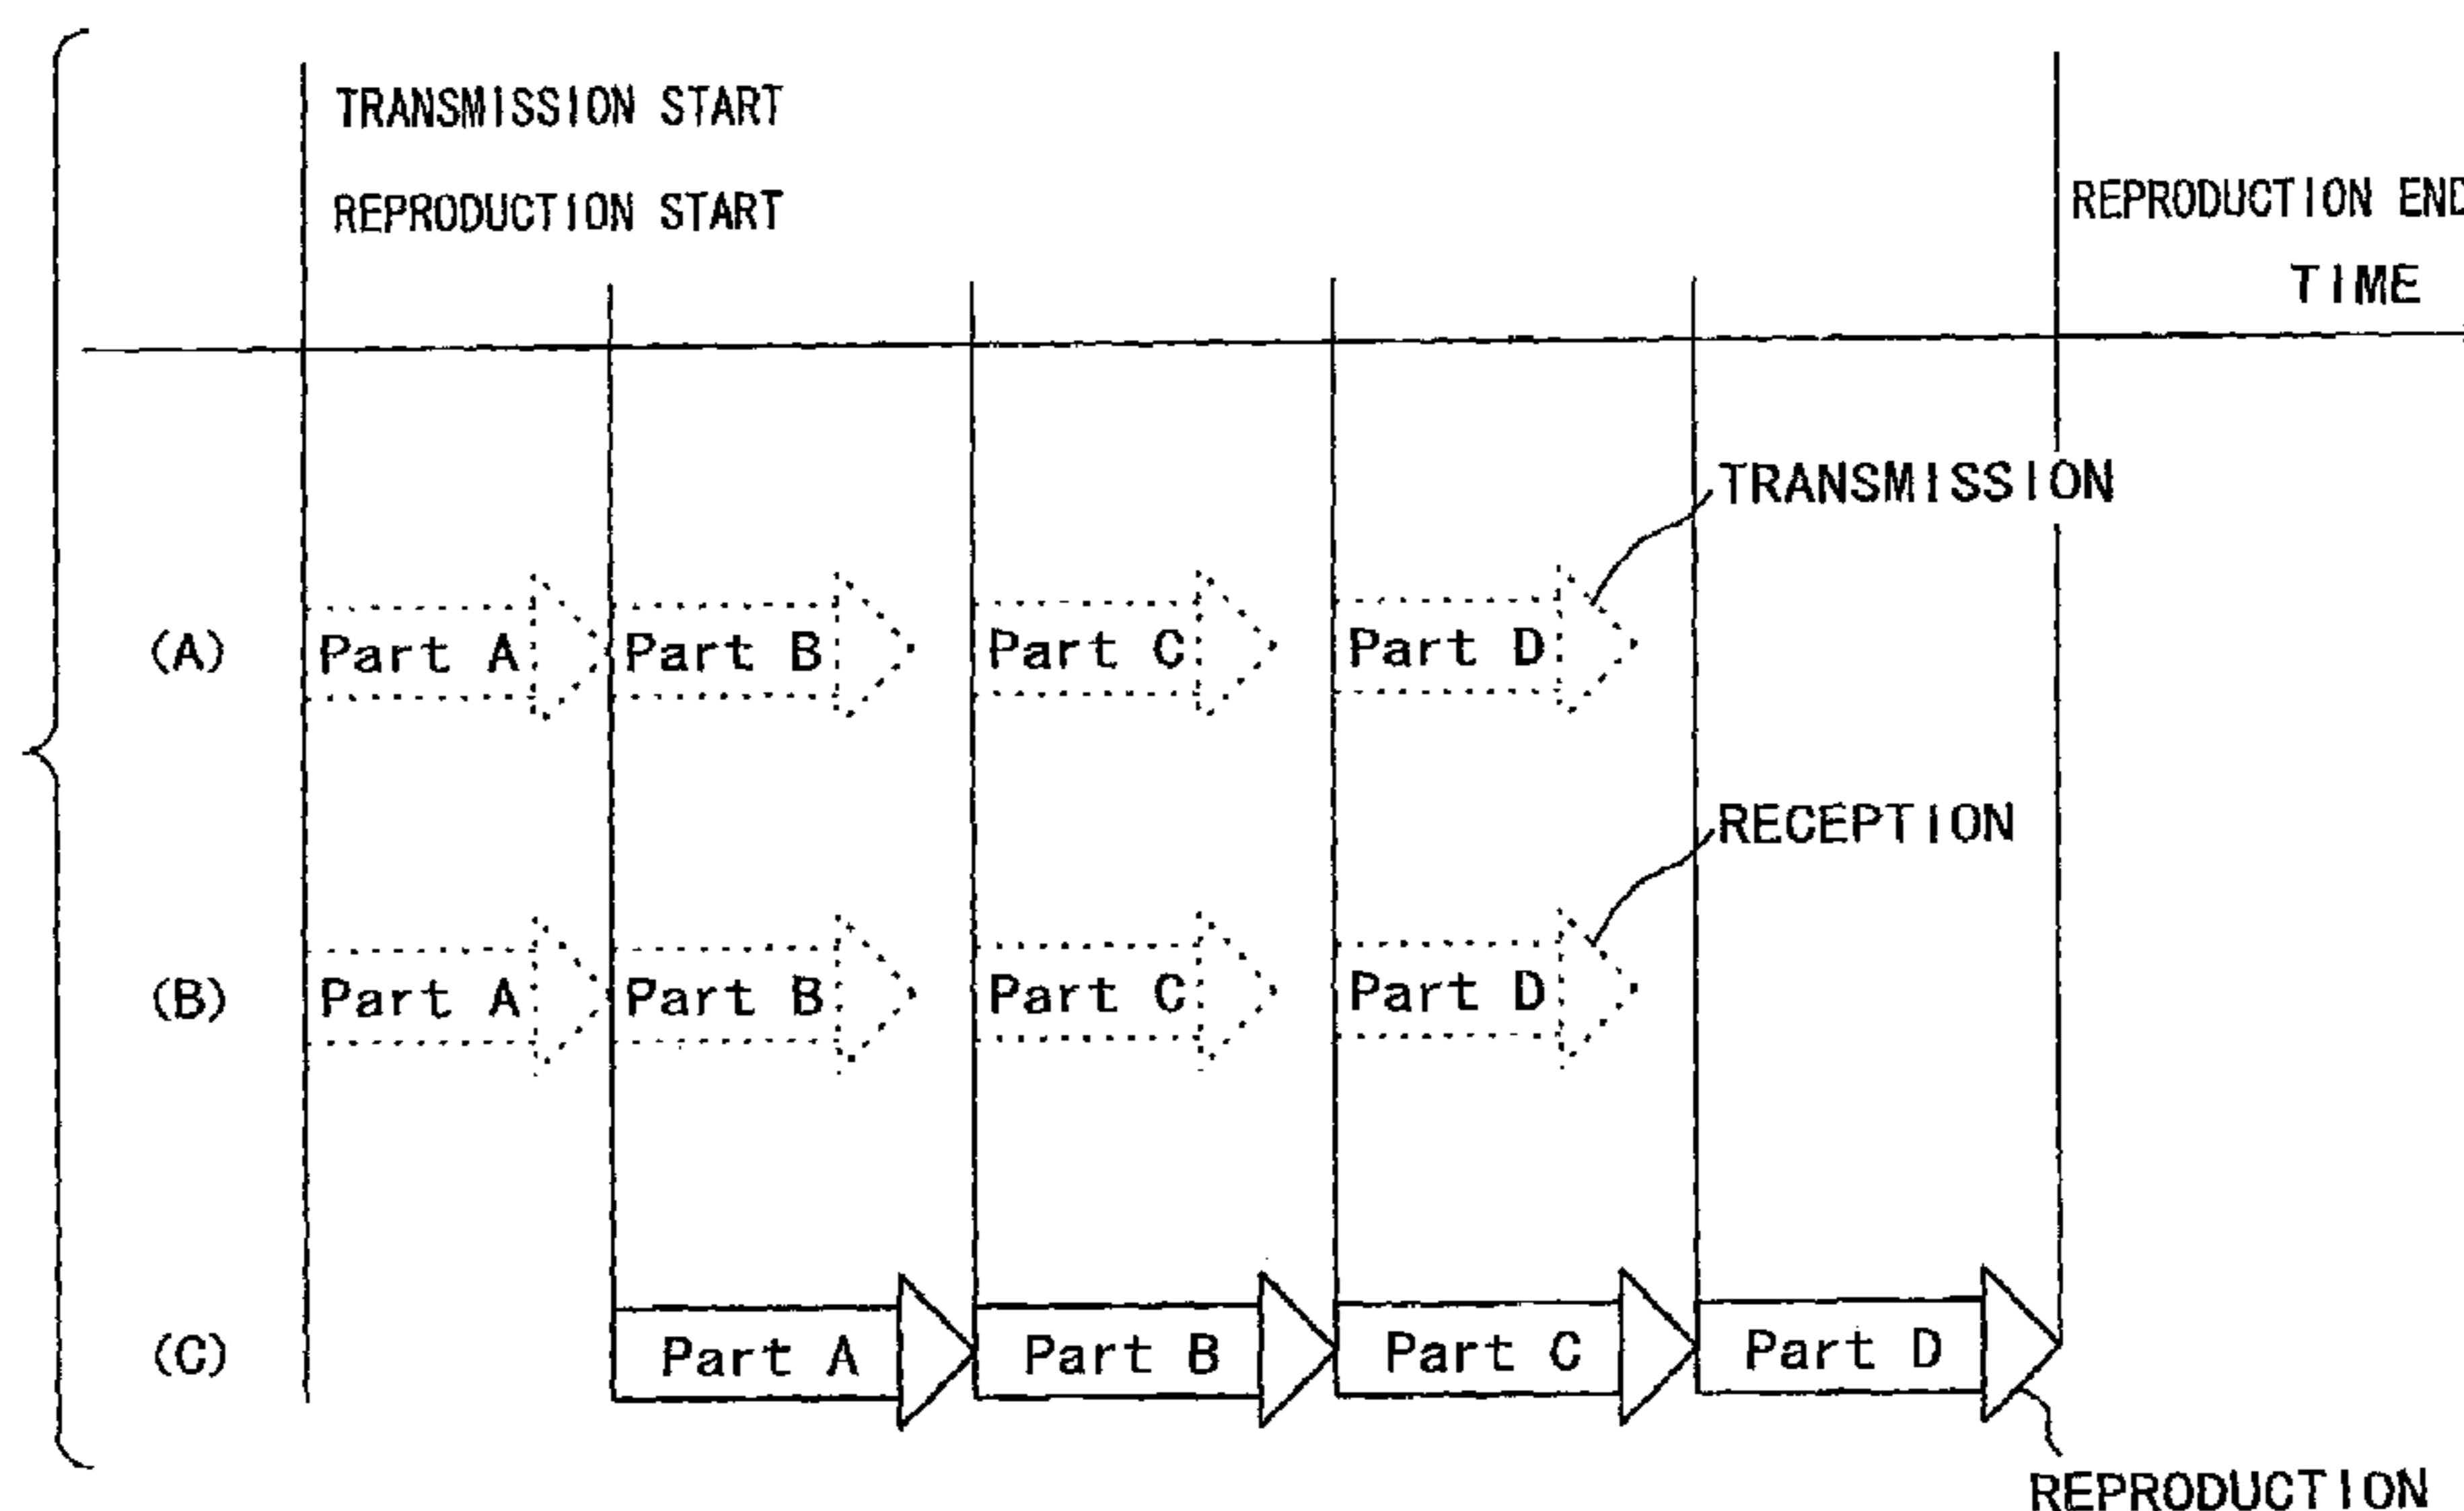 TRANSMISSION START
REPRODUCTION START
REPRODUCTION END
TIME
TRANSMISSION
(A) Part A Part B Part C Part D
RECEPTION
(B) Part A Part B Part C Part D
(C) Part A Part B Part C Part D
REPRODUCTION